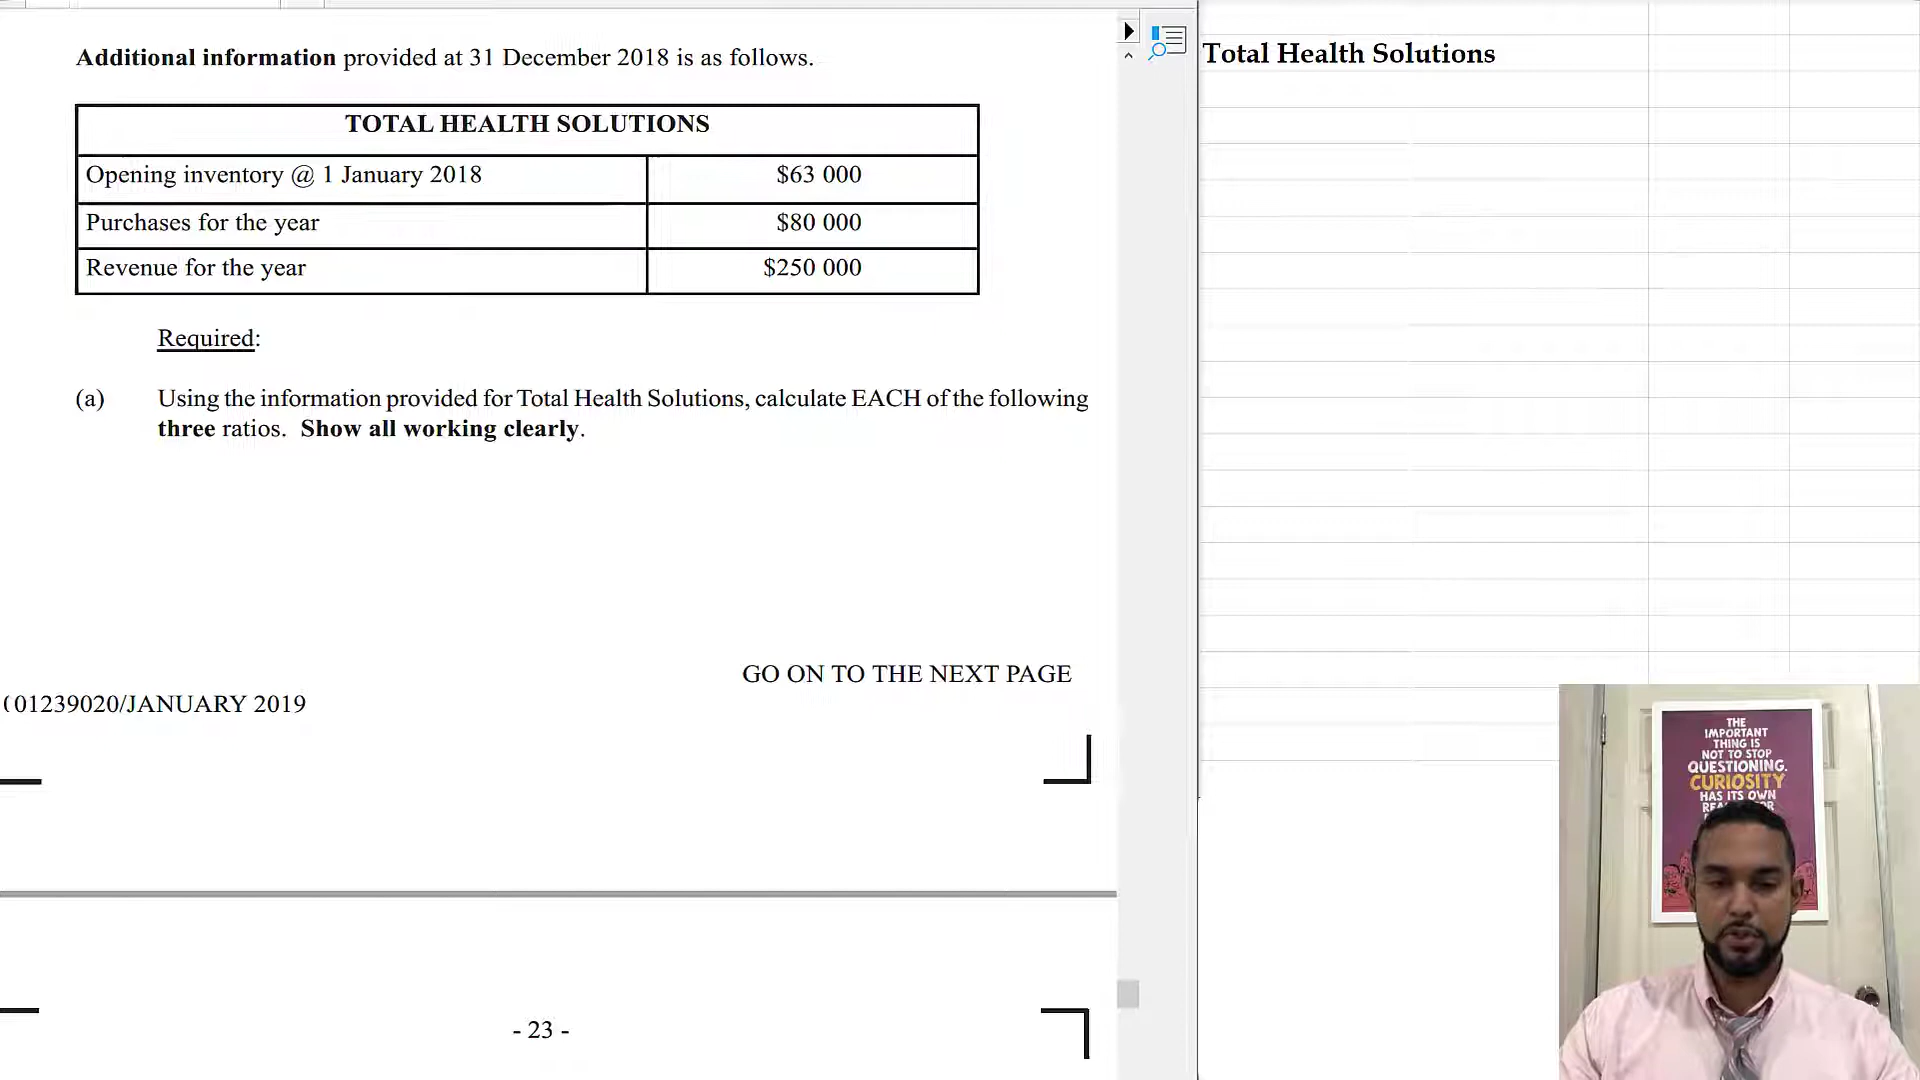 Additional information provided at 31 December 2018 is as follows.
TOTAL HEALTH SOLUTIONS
Opening inventory @ 1 January 2018 $63 000
Purchases for the year $80 000
Revenue for the year $250 000
Required:
(a) Using the information provided for Total Health Solutions, calculate EACH of the following
three ratios. Show all working clearly.
GO ON TO THE NEXT PAGE
01239020/JANUARY 2019
- 23 -
Total Health Solutions
THE
IMPORTANT
THING IS
NOT TO STOP
QUESTIONING.
CURIOSITY
HAS ITS OWN